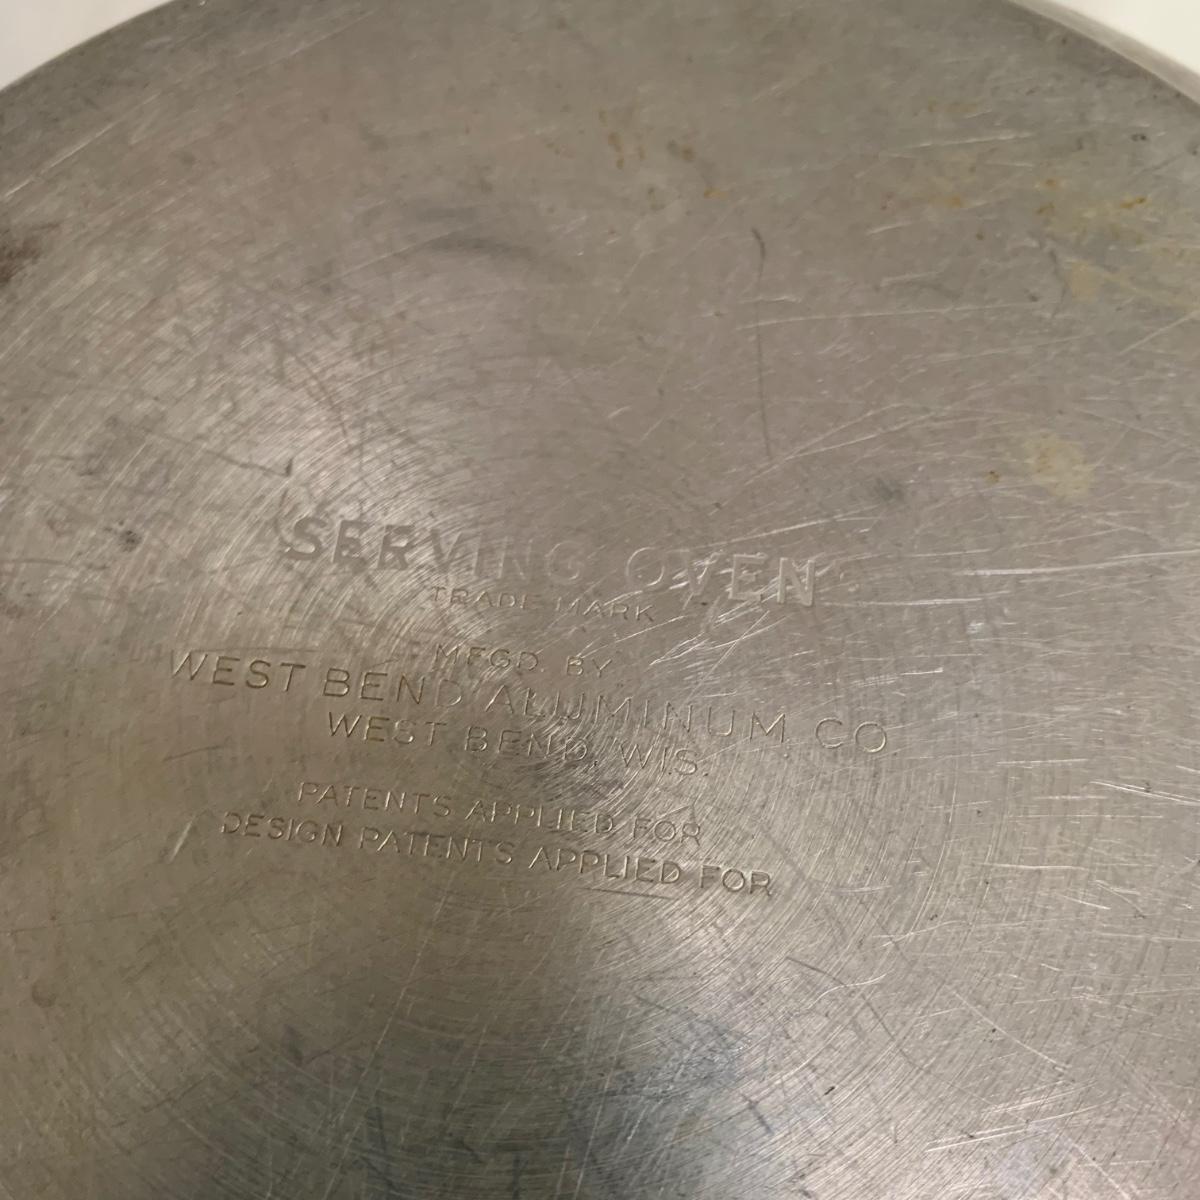 SERVING OVEN
TRADE MARK
MFGD. BY
WEST BEND ALUMINUM CO.
WEST BEND, WIS.
PATENTS APPLIED FOR
DESIGN PATENTS APPLIED FOR